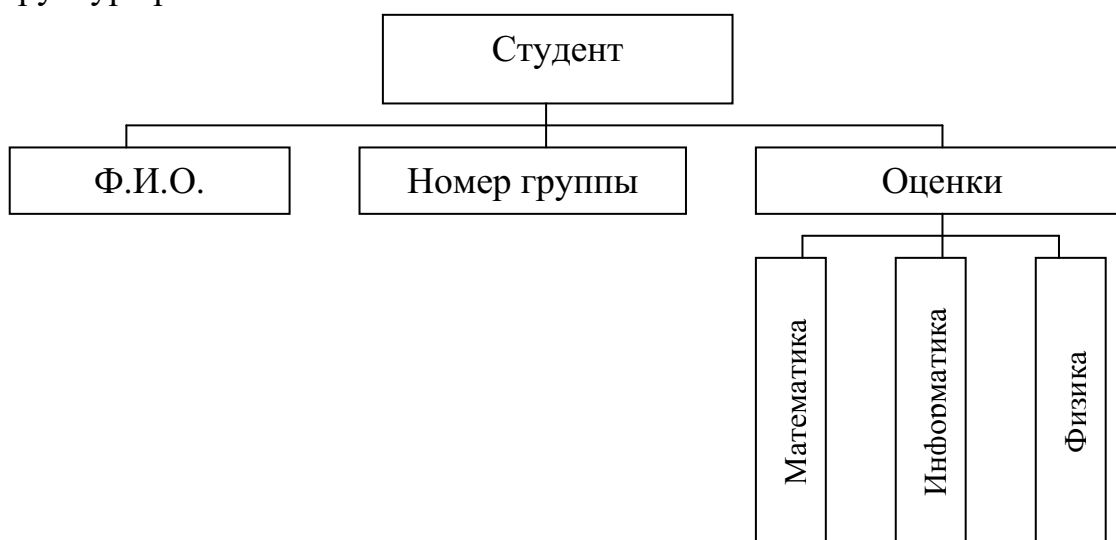 Студент
Ф.И.О.
Номер группы
Оценки
Математика
Информатика
Физика